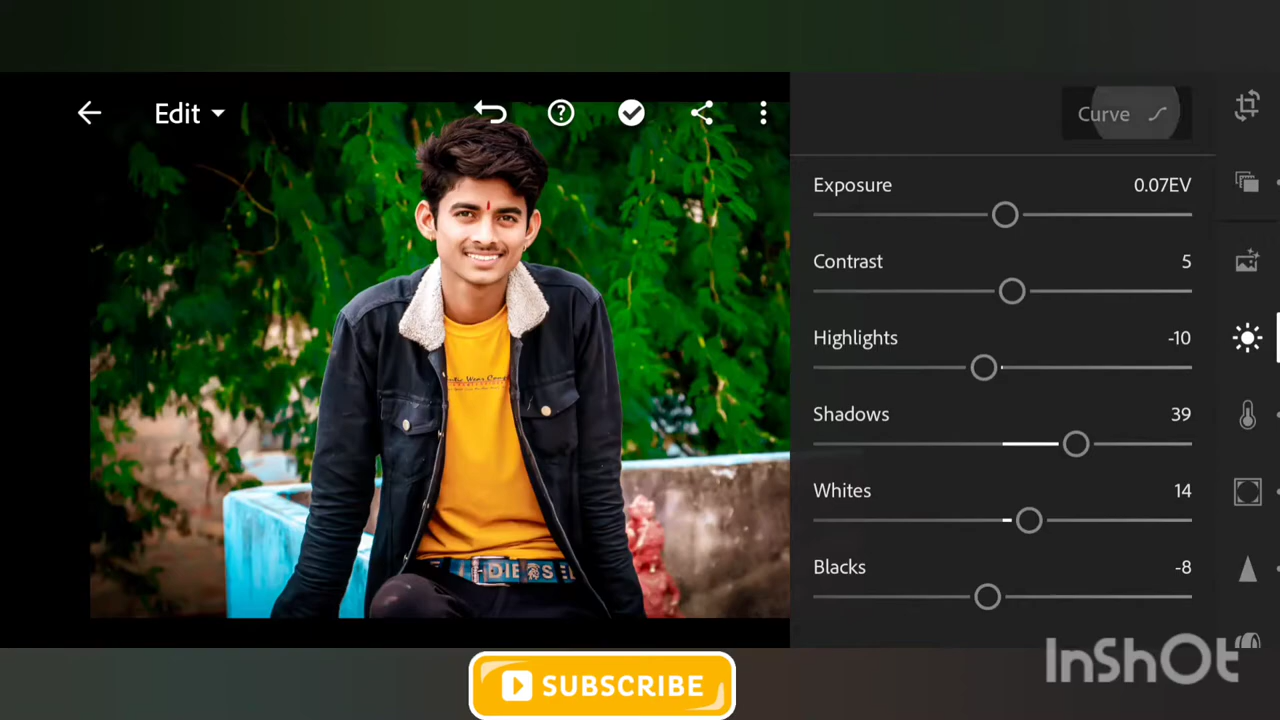 Edit
Curve
Exposure 0.07EV
Contrast 5
Highlights -10
Shadows 39
Whites 14
Blacks -8
DIESEL
SUBSCRIBE
InShOt